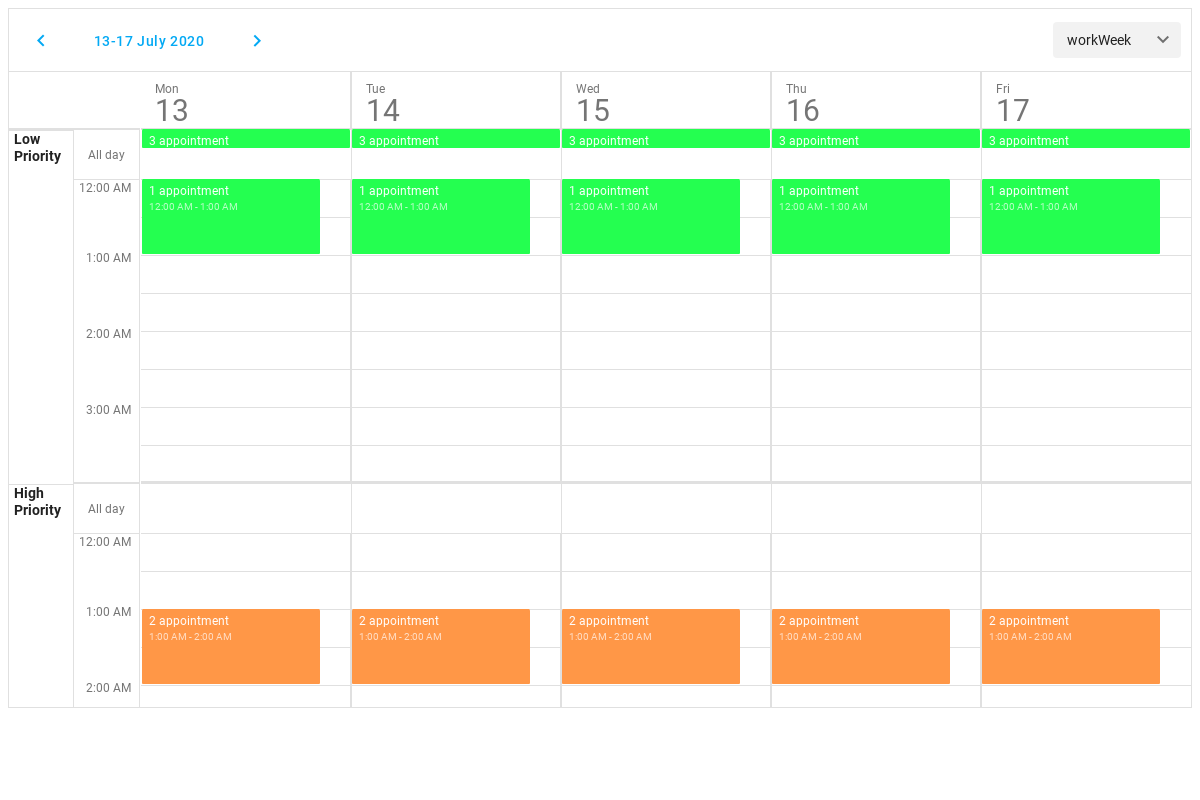 13-17 July 2020
workWeek
Mon Tue Wed Thu Fri
13 14 15 16 17
Low Priority
All day
3 appointment 3 appointment 3 appointment 3 appointment 3 appointment
12:00 AM
1 appointment 1 appointment 1 appointment 1 appointment 1 appointment
12:00 AM - 1:00 AM 12:00 AM - 1:00 AM 12:00 AM - 1:00 AM 12:00 AM - 1:00 AM 12:00 AM - 1:00 AM
1:00 AM
2:00 AM
3:00 AM
High Priority
All day
12:00 AM
1:00 AM
2 appointment 2 appointment 2 appointment 2 appointment 2 appointment
1:00 AM - 2:00 AM 1:00 AM - 2:00 AM 1:00 AM - 2:00 AM 1:00 AM - 2:00 AM 1:00 AM - 2:00 AM
2:00 AM